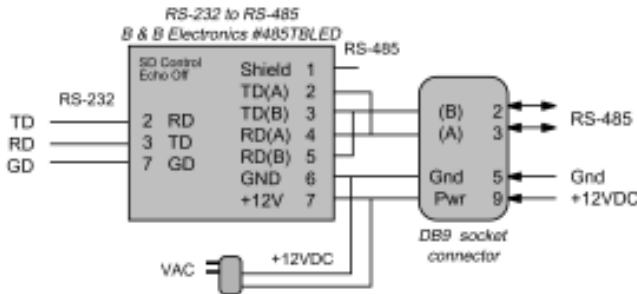 RS-232 to RS-485
B & B Electronics #485TBLED
SD Control
Echo Off
RS-485
Shield 1
TD(A) 2
TD(B) 3
RD(A) 4
RD(B) 5
GND 6
+12V 7
RS-232
TD 2 RD
RD 3 TD
GD 7 GD
(B) 2
(A) 3
RS-485
Gnd 5 Gnd
Pwr 9 +12VDC
DB9 socket
connector
VAC
+12VDC